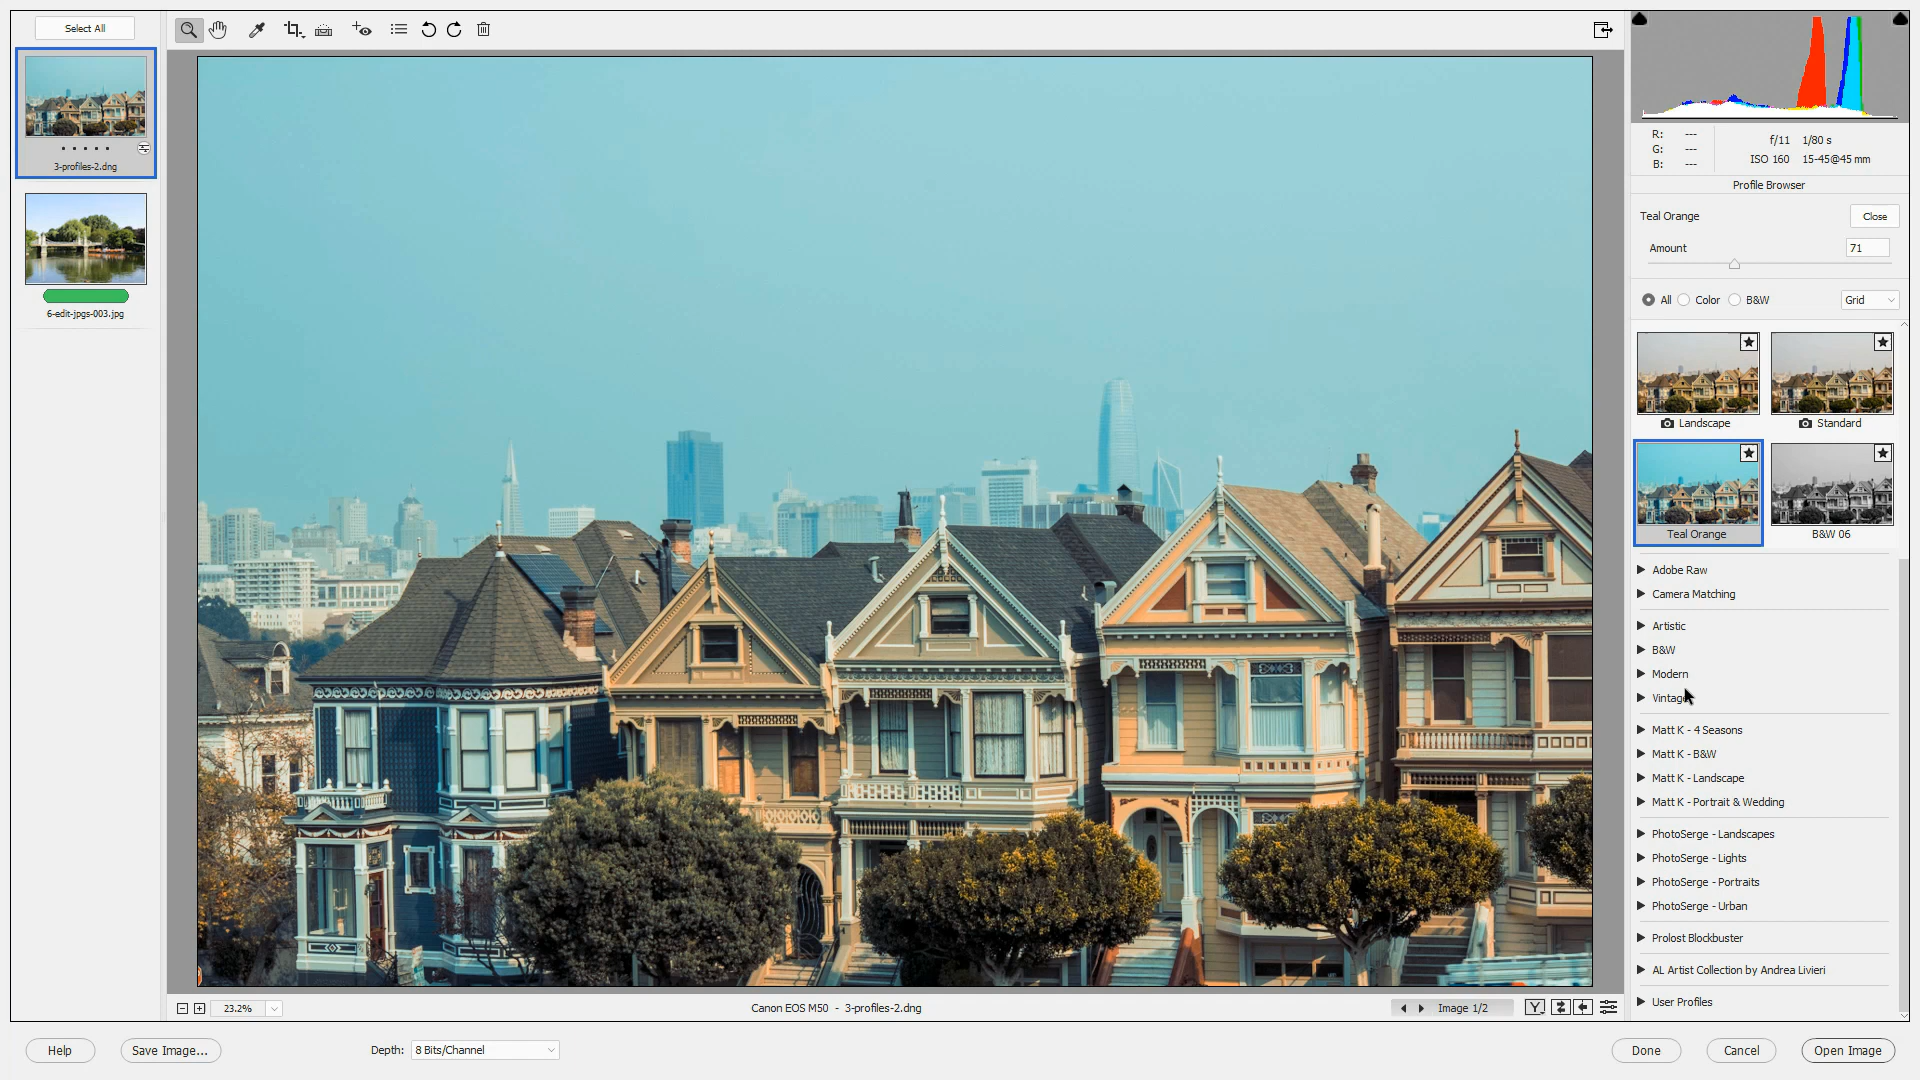 Select All
3-profiles-2.dng
6-edit-jpgs-003.jpg
R: ---
G: ---
B: ---
f/11 1/80 s
ISO 160 15-45@45 mm
Profile Browser
Teal Orange
Close
Amount
71
All
Color
B&W
Grid
Landscape
Standard
Teal Orange
B&W 06
Adobe Raw
Camera Matching
Artistic
B&W
Modern
Vintage
Matt K - 4 Seasons
Matt K - B&W
Matt K - Landscape
Matt K - Portrait & Wedding
PhotoSerge - Landscapes
PhotoSerge - Lights
PhotoSerge - Portraits
PhotoSerge - Urban
Prolost Blockbuster
AL Artist Collection by Andrea Livieri
User Profiles
23.2%
Canon EOS M50 - 3-profiles-2.dng
Image 1/2
Y
Help
Save Image...
Depth: 8 Bits/Channel
Done
Cancel
Open Image